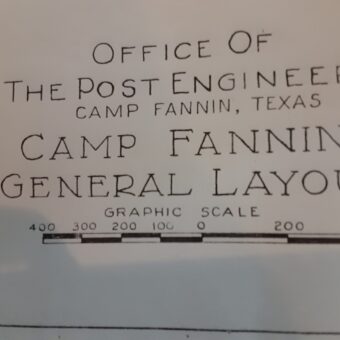 OFFICE OF
THE POST ENGINEE
CAMP FANNIN, TEXAS
CAMP FANNIN
GENERAL LAYOU
GRAPHIC SCALE
400 300 200 100 0 200